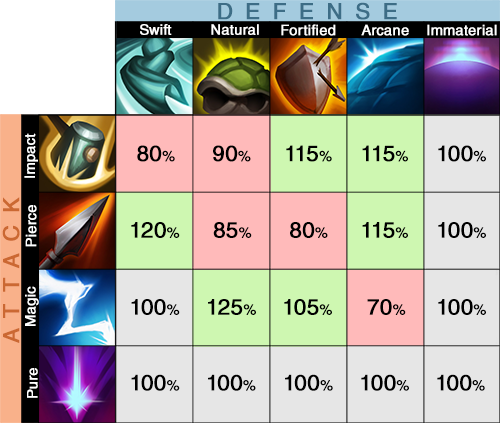 DEFENSE
Swift Natural Fortified Arcane Immaterial
ATTACK
Impact 80% 90% 115% 115% 100%
Pierce 120% 85% 80% 115% 100%
Magic 100% 125% 105% 70% 100%
Pure 100% 100% 100% 100% 100%